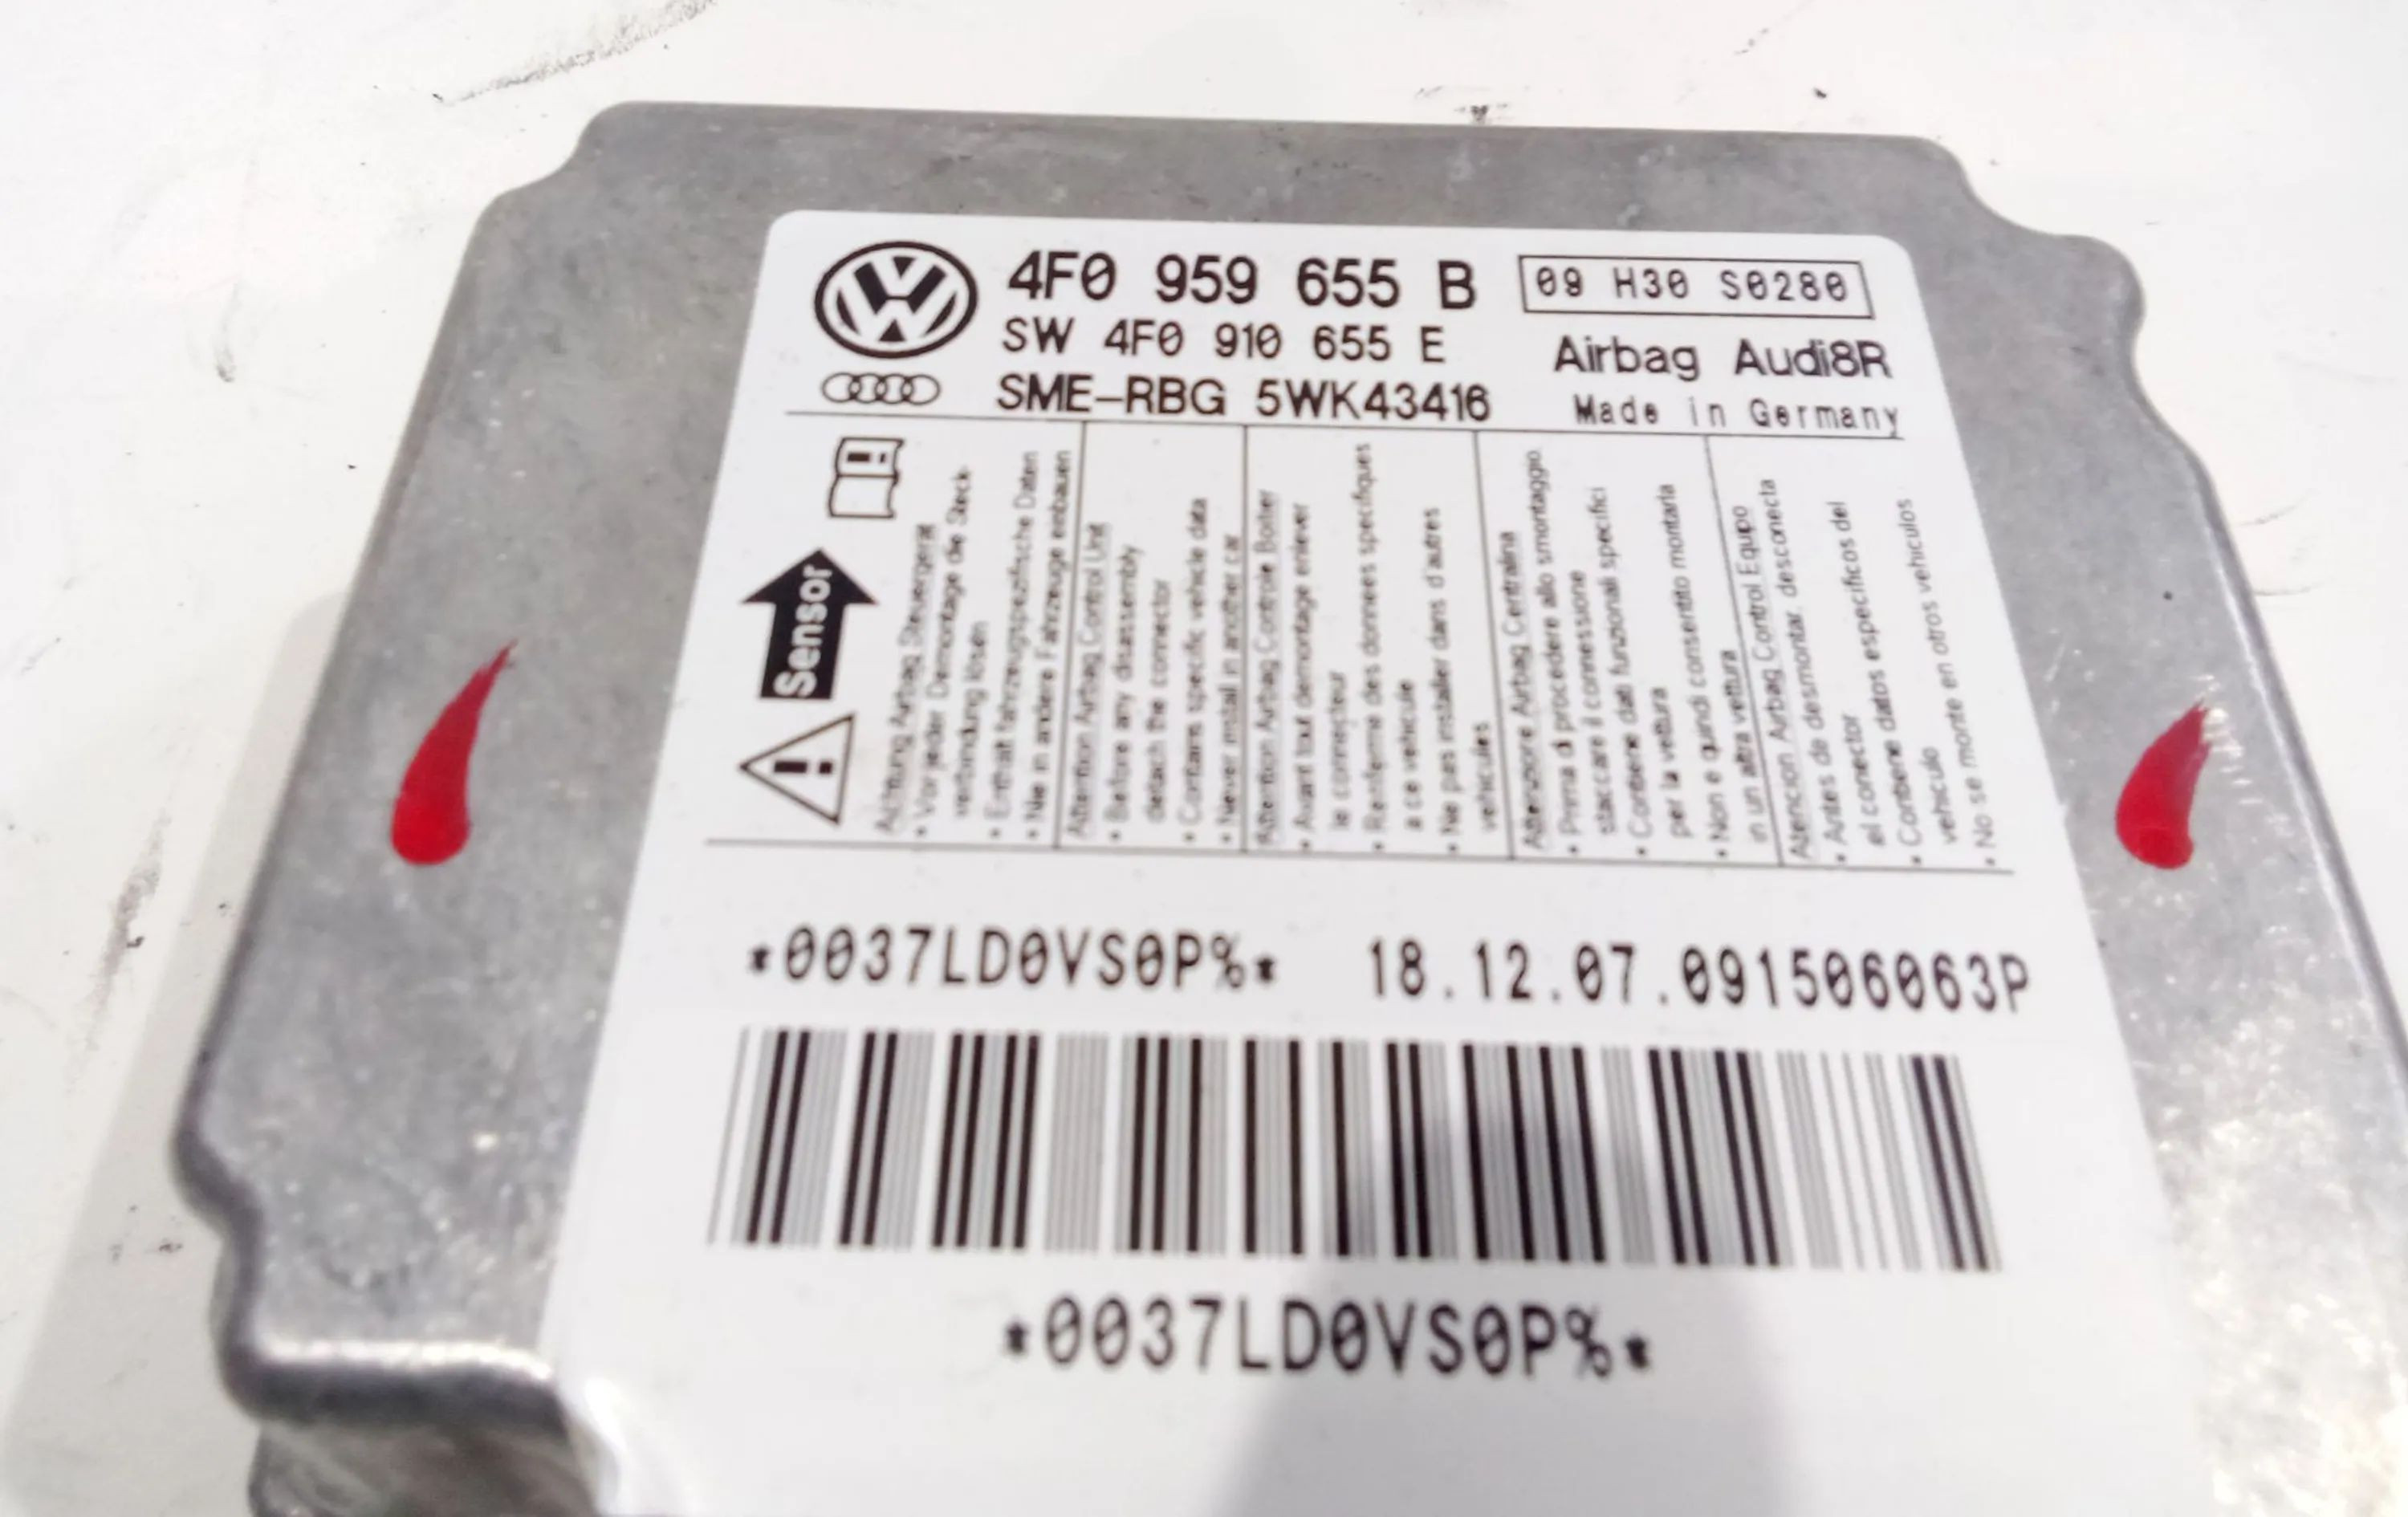 4F0 959 655 B
09 H30 S0280
SW 4F0 910 655 E
Airbag Audi8R
SME-RBG 5WK43416
Made in Germany
Sensor
Achtung Airbag Steuergerät
• Vor jeder Demontage die Steck-
verbindung lösen
• Enthält fahrzeugspezifische Daten
• Nie in andere Fahrzeuge einbauen
Attention Airbag Control Unit
• Before any disassembly
detach the connector
• Contains specific vehicle data
• Never install in another car
Attention Airbag Controle Boitier
• Avant tout demontage enlever
le connecteur
• Renferme des donnees specifiques
a ce vehicule
• Ne pas installer dans d'autres
vehicules
Attenzione Airbag Centralina
• Prima di procedere allo smontaggio
staccare il connessione
• Contiene dati funzionali specifici
per la vettura
• Non e quindi consentito montarla
in un altra vettura
Atencion Airbag Control Equipo
• Antes de desmontar desconecta
el conector
• Contiene datos especificos del
vehiculo
• No se monte en otros vehiculos
*0037LD0VS0P%* 18.12.07.091506063P
*0037LD0VS0P%*